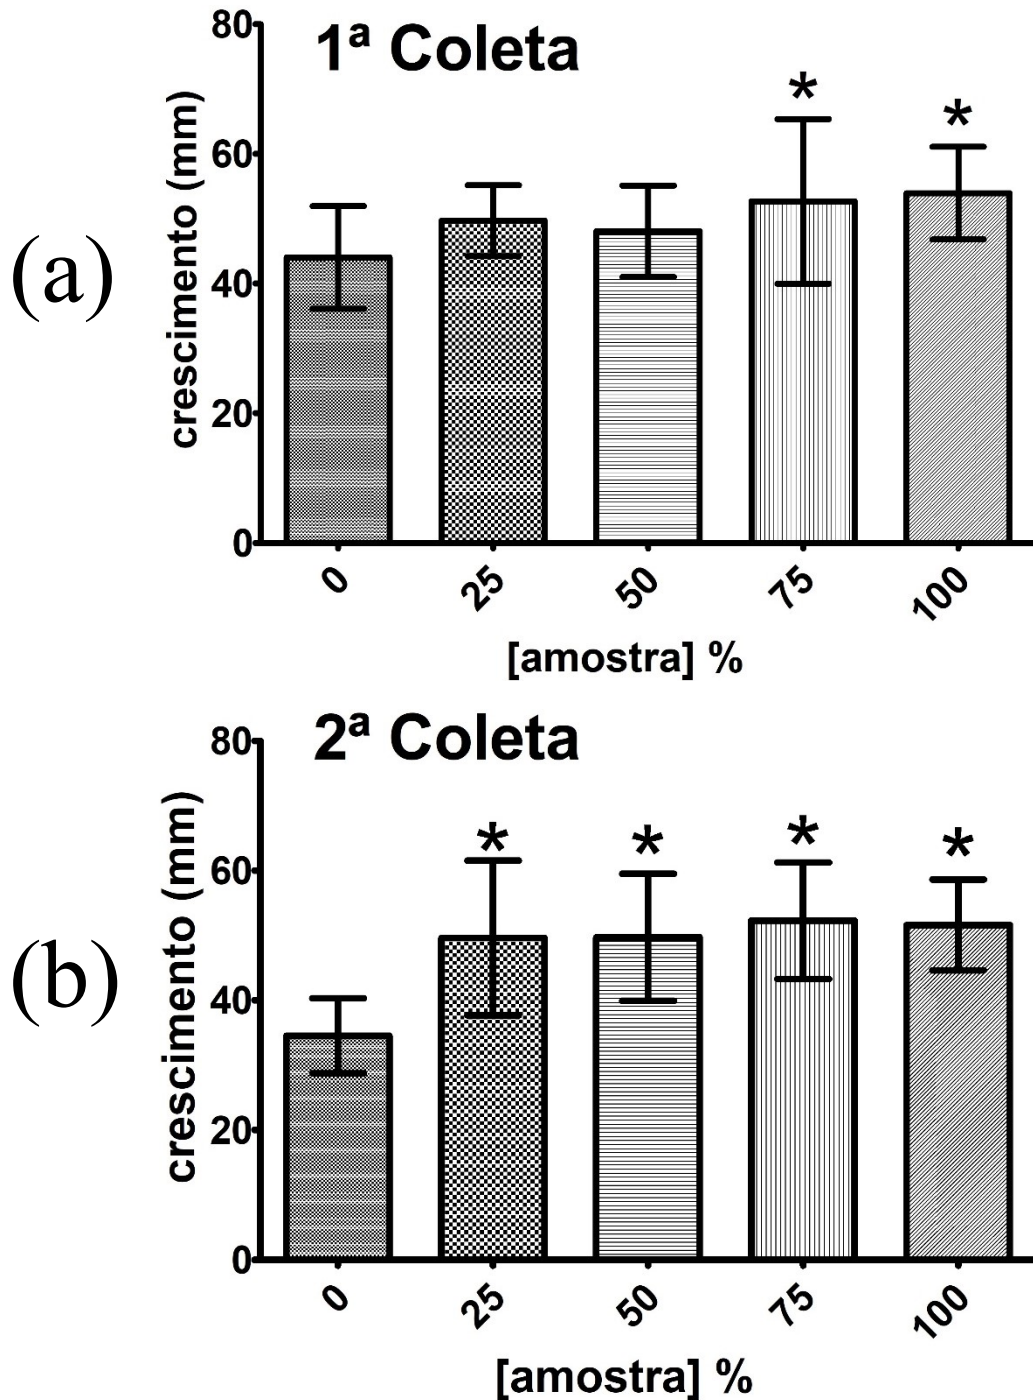 1ª Coleta
(a)
crescimento (mm)
80
60
40
20
0
* *
0 25 50 75 100
[amostra] %
2ª Coleta
(b)
crescimento (mm)
80
60
40
20
0
* * * *
0 25 50 75 100
[amostra] %